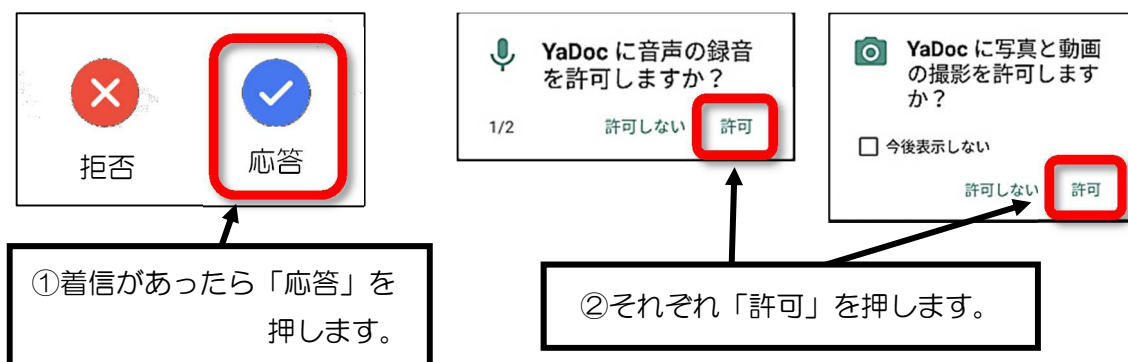 拒否
応答
①着信があったら「応答」を
押します。
YaDoc に音声の録音
を許可しますか？
1/2
許可しない
許可
YaDoc に写真と動画
の撮影を許可します
か？
今後表示しない
許可しない
許可
②それぞれ「許可」を押します。